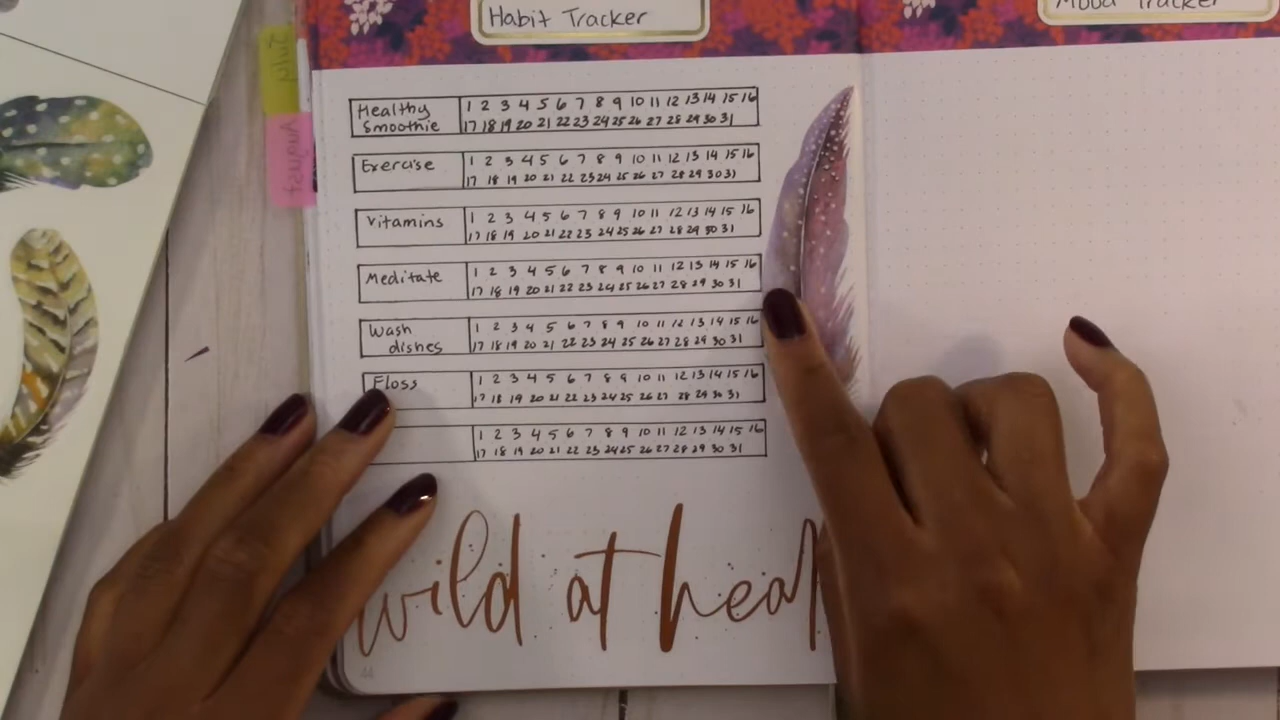 Habit Tracker
Mood Tracker
Healthy Smoothie
1 2 3 4 5 6 7 8 9 10 11 12 13 14 15 16
17 18 19 20 21 22 23 24 25 26 27 28 29 30 31
Exercise
1 2 3 4 5 6 7 8 9 10 11 12 13 14 15 16
17 18 19 20 21 22 23 24 25 26 27 28 29 30 31
Vitamins
1 2 3 4 5 6 7 8 9 10 11 12 13 14 15 16
17 18 19 20 21 22 23 24 25 26 27 28 29 30 31
Meditate
1 2 3 4 5 6 7 8 9 10 11 12 13 14 15 16
17 18 19 20 21 22 23 24 25 26 27 28 29 30 31
Wash dishes
1 2 3 4 5 6 7 8 9 10 11 12 13 14 15 16
17 18 19 20 21 22 23 24 25 26 27 28 29 30 31
Floss
1 2 3 4 5 6 7 8 9 10 11 12 13 14 15 16
17 18 19 20 21 22 23 24 25 26 27 28 29 30 31
1 2 3 4 5 6 7 8 9 10 11 12 13 14 15 16
17 18 19 20 21 22 23 24 25 26 27 28 29 30 31
wild at hear
44